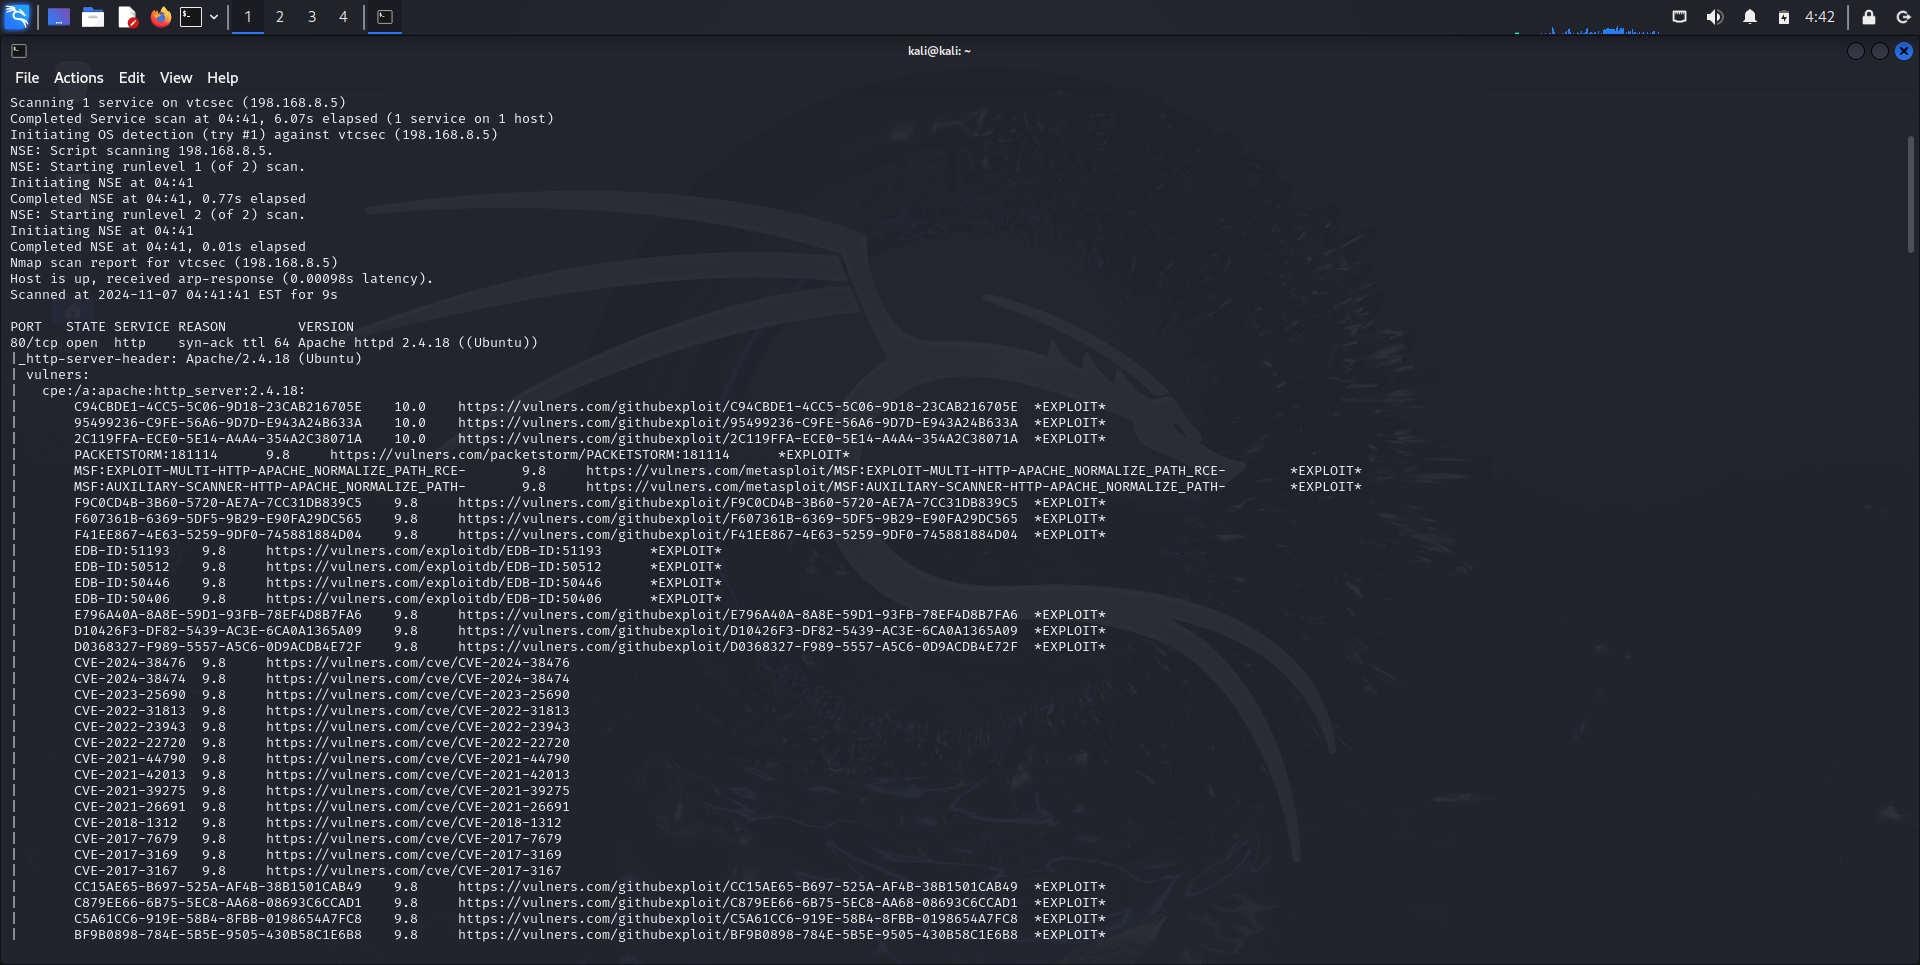 1 2 3 4
4:42
kali@kali: ~
File Actions Edit View Help
Scanning 1 service on vtcsec (198.168.8.5)
Completed Service scan at 04:41, 6.07s elapsed (1 service on 1 host)
Initiating OS detection (try #1) against vtcsec (198.168.8.5)
NSE: Script scanning 198.168.8.5.
NSE: Starting runlevel 1 (of 2) scan.
Initiating NSE at 04:41
Completed NSE at 04:41, 0.77s elapsed
NSE: Starting runlevel 2 (of 2) scan.
Initiating NSE at 04:41
Completed NSE at 04:41, 0.01s elapsed
Nmap scan report for vtcsec (198.168.8.5)
Host is up, received arp-response (0.00098s latency).
Scanned at 2024-11-07 04:41:41 EST for 9s
PORT   STATE SERVICE REASON         VERSION
80/tcp open  http    syn-ack ttl 64 Apache httpd 2.4.18 ((Ubuntu))
|_http-server-header: Apache/2.4.18 (Ubuntu)
| vulners:
|   cpe:/a:apache:http_server:2.4.18:
|       C94CBDE1-4CC5-5C06-9D18-23CAB216705E    10.0    https://vulners.com/githubexploit/C94CBDE1-4CC5-5C06-9D18-23CAB216705E  *EXPLOIT*
|       95499236-C9FE-56A6-9D7D-E943A24B633A    10.0    https://vulners.com/githubexploit/95499236-C9FE-56A6-9D7D-E943A24B633A  *EXPLOIT*
|       2C119FFA-ECE0-5E14-A4A4-354A2C38071A    10.0    https://vulners.com/githubexploit/2C119FFA-ECE0-5E14-A4A4-354A2C38071A  *EXPLOIT*
|       PACKETSTORM:181114      9.8     https://vulners.com/packetstorm/PACKETSTORM:181114      *EXPLOIT*
|       MSF:EXPLOIT-MULTI-HTTP-APACHE_NORMALIZE_PATH_RCE-       9.8     https://vulners.com/metasploit/MSF:EXPLOIT-MULTI-HTTP-APACHE_NORMALIZE_PATH_RCE-        *EXPLOIT*
|       MSF:AUXILIARY-SCANNER-HTTP-APACHE_NORMALIZE_PATH-       9.8     https://vulners.com/metasploit/MSF:AUXILIARY-SCANNER-HTTP-APACHE_NORMALIZE_PATH-        *EXPLOIT*
|       F9C0CD4B-3B60-5720-AE7A-7CC31DB839C5    9.8     https://vulners.com/githubexploit/F9C0CD4B-3B60-5720-AE7A-7CC31DB839C5  *EXPLOIT*
|       F607361B-6369-5DF5-9B29-E90FA29DC565    9.8     https://vulners.com/githubexploit/F607361B-6369-5DF5-9B29-E90FA29DC565  *EXPLOIT*
|       F41EE867-4E63-5259-9DF0-745881884D04    9.8     https://vulners.com/githubexploit/F41EE867-4E63-5259-9DF0-745881884D04  *EXPLOIT*
|       EDB-ID:51193    9.8     https://vulners.com/exploitdb/EDB-ID:51193      *EXPLOIT*
|       EDB-ID:50512    9.8     https://vulners.com/exploitdb/EDB-ID:50512      *EXPLOIT*
|       EDB-ID:50446    9.8     https://vulners.com/exploitdb/EDB-ID:50446      *EXPLOIT*
|       EDB-ID:50406    9.8     https://vulners.com/exploitdb/EDB-ID:50406      *EXPLOIT*
|       E796A40A-8A8E-59D1-93FB-78EF4D8B7FA6    9.8     https://vulners.com/githubexploit/E796A40A-8A8E-59D1-93FB-78EF4D8B7FA6  *EXPLOIT*
|       D10426F3-DF82-5439-AC3E-6CA0A1365A09    9.8     https://vulners.com/githubexploit/D10426F3-DF82-5439-AC3E-6CA0A1365A09  *EXPLOIT*
|       D0368327-F989-5557-A5C6-0D9ACDB4E72F    9.8     https://vulners.com/githubexploit/D0368327-F989-5557-A5C6-0D9ACDB4E72F  *EXPLOIT*
|       CVE-2024-38476  9.8     https://vulners.com/cve/CVE-2024-38476
|       CVE-2024-38474  9.8     https://vulners.com/cve/CVE-2024-38474
|       CVE-2023-25690  9.8     https://vulners.com/cve/CVE-2023-25690
|       CVE-2022-31813  9.8     https://vulners.com/cve/CVE-2022-31813
|       CVE-2022-23943  9.8     https://vulners.com/cve/CVE-2022-23943
|       CVE-2022-22720  9.8     https://vulners.com/cve/CVE-2022-22720
|       CVE-2021-44790  9.8     https://vulners.com/cve/CVE-2021-44790
|       CVE-2021-42013  9.8     https://vulners.com/cve/CVE-2021-42013
|       CVE-2021-39275  9.8     https://vulners.com/cve/CVE-2021-39275
|       CVE-2021-26691  9.8     https://vulners.com/cve/CVE-2021-26691
|       CVE-2018-1312   9.8     https://vulners.com/cve/CVE-2018-1312
|       CVE-2017-7679   9.8     https://vulners.com/cve/CVE-2017-7679
|       CVE-2017-3169   9.8     https://vulners.com/cve/CVE-2017-3169
|       CVE-2017-3167   9.8     https://vulners.com/cve/CVE-2017-3167
|       CC15AE65-B697-525A-AF4B-38B1501CAB49    9.8     https://vulners.com/githubexploit/CC15AE65-B697-525A-AF4B-38B1501CAB49  *EXPLOIT*
|       C879EE66-6B75-5EC8-AA68-08693C6CCAD1    9.8     https://vulners.com/githubexploit/C879EE66-6B75-5EC8-AA68-08693C6CCAD1  *EXPLOIT*
|       C5A61CC6-919E-58B4-8FBB-0198654A7FC8    9.8     https://vulners.com/githubexploit/C5A61CC6-919E-58B4-8FBB-0198654A7FC8  *EXPLOIT*
|       BF9B0898-784E-5B5E-9505-430B58C1E6B8    9.8     https://vulners.com/githubexploit/BF9B0898-784E-5B5E-9505-430B58C1E6B8  *EXPLOIT*